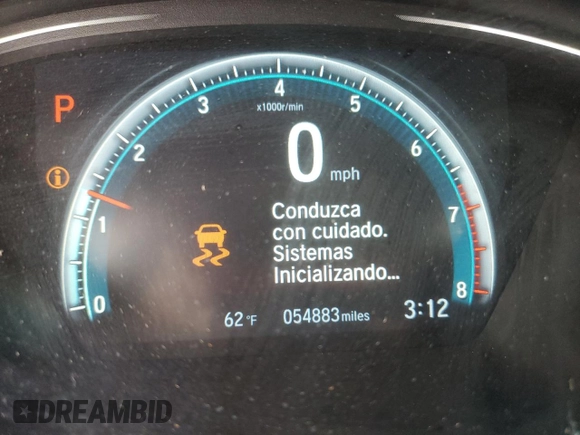 4
3
5
x1000r/min
P
2
6
0 mph
1
7
Conduzca
con cuidado.
Sistemas
Inicializando...
0
8
62°F
054883 miles
3:12
DREAMBID